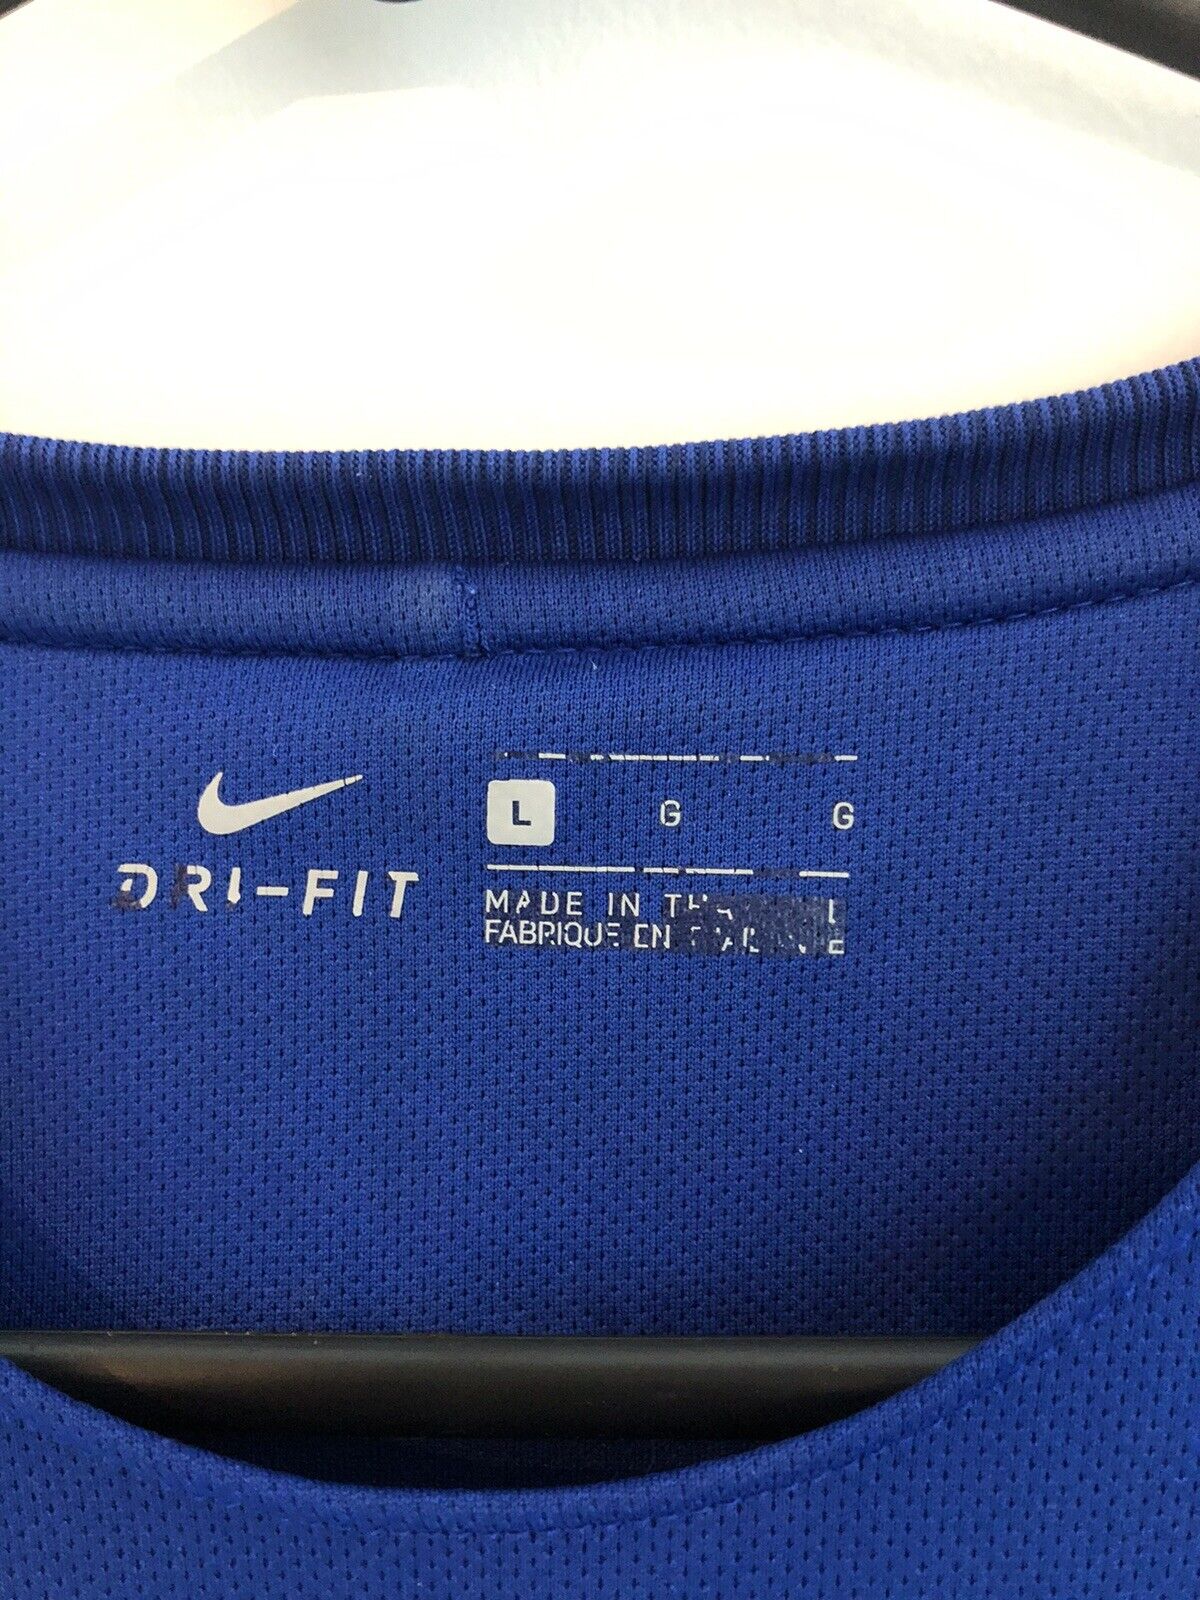 DRI-FIT
L G G
MADE IN
FABRIQUE EN